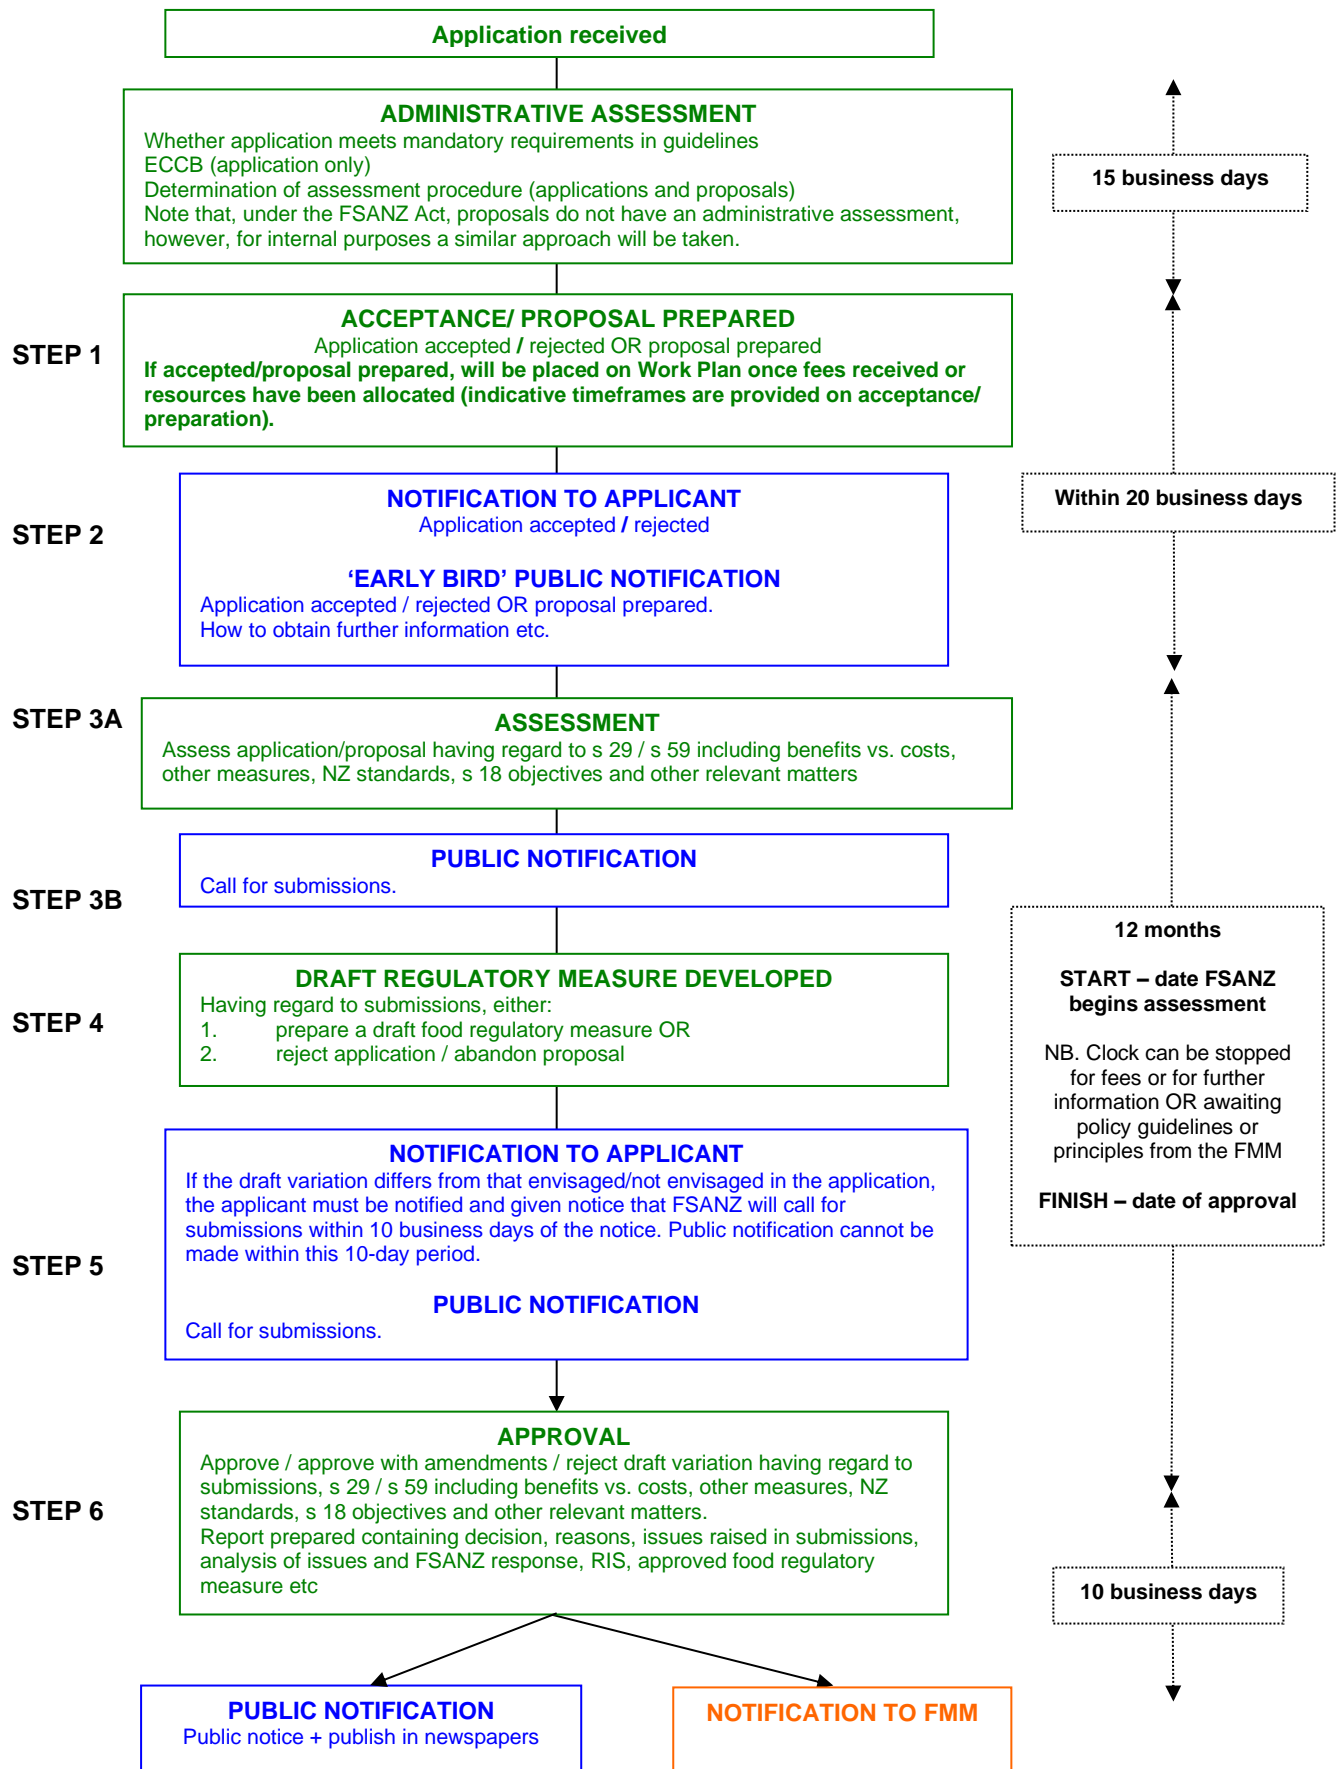 Application received
ADMINISTRATIVE ASSESSMENT
Whether application meets mandatory requirements in guidelines
ECCB (application only)
Determination of assessment procedure (applications and proposals)
Note that, under the FSANZ Act, proposals do not have an administrative assessment,
however, for internal purposes a similar approach will be taken.
15 business days
STEP 1
ACCEPTANCE/ PROPOSAL PREPARED
Application accepted / rejected OR proposal prepared
If accepted/proposal prepared, will be placed on Work Plan once fees received or
resources have been allocated (indicative timeframes are provided on acceptance/
preparation).
STEP 2
NOTIFICATION TO APPLICANT
Application accepted / rejected
‘EARLY BIRD’ PUBLIC NOTIFICATION
Application accepted / rejected OR proposal prepared.
How to obtain further information etc.
Within 20 business days
STEP 3A
ASSESSMENT
Assess application/proposal having regard to s 29 / s 59 including benefits vs. costs,
other measures, NZ standards, s 18 objectives and other relevant matters
STEP 3B
PUBLIC NOTIFICATION
Call for submissions.
STEP 4
DRAFT REGULATORY MEASURE DEVELOPED
Having regard to submissions, either:
1. prepare a draft food regulatory measure OR
2. reject application / abandon proposal
12 months
START – date FSANZ
begins assessment
NB. Clock can be stopped
for fees or for further
information OR awaiting
policy guidelines or
principles from the FMM
FINISH – date of approval
STEP 5
NOTIFICATION TO APPLICANT
If the draft variation differs from that envisaged/not envisaged in the application,
the applicant must be notified and given notice that FSANZ will call for
submissions within 10 business days of the notice. Public notification cannot be
made within this 10-day period.
PUBLIC NOTIFICATION
Call for submissions.
STEP 6
APPROVAL
Approve / approve with amendments / reject draft variation having regard to
submissions, s 29 / s 59 including benefits vs. costs, other measures, NZ
standards, s 18 objectives and other relevant matters.
Report prepared containing decision, reasons, issues raised in submissions,
analysis of issues and FSANZ response, RIS, approved food regulatory
measure etc
10 business days
PUBLIC NOTIFICATION
Public notice + publish in newspapers
NOTIFICATION TO FMM